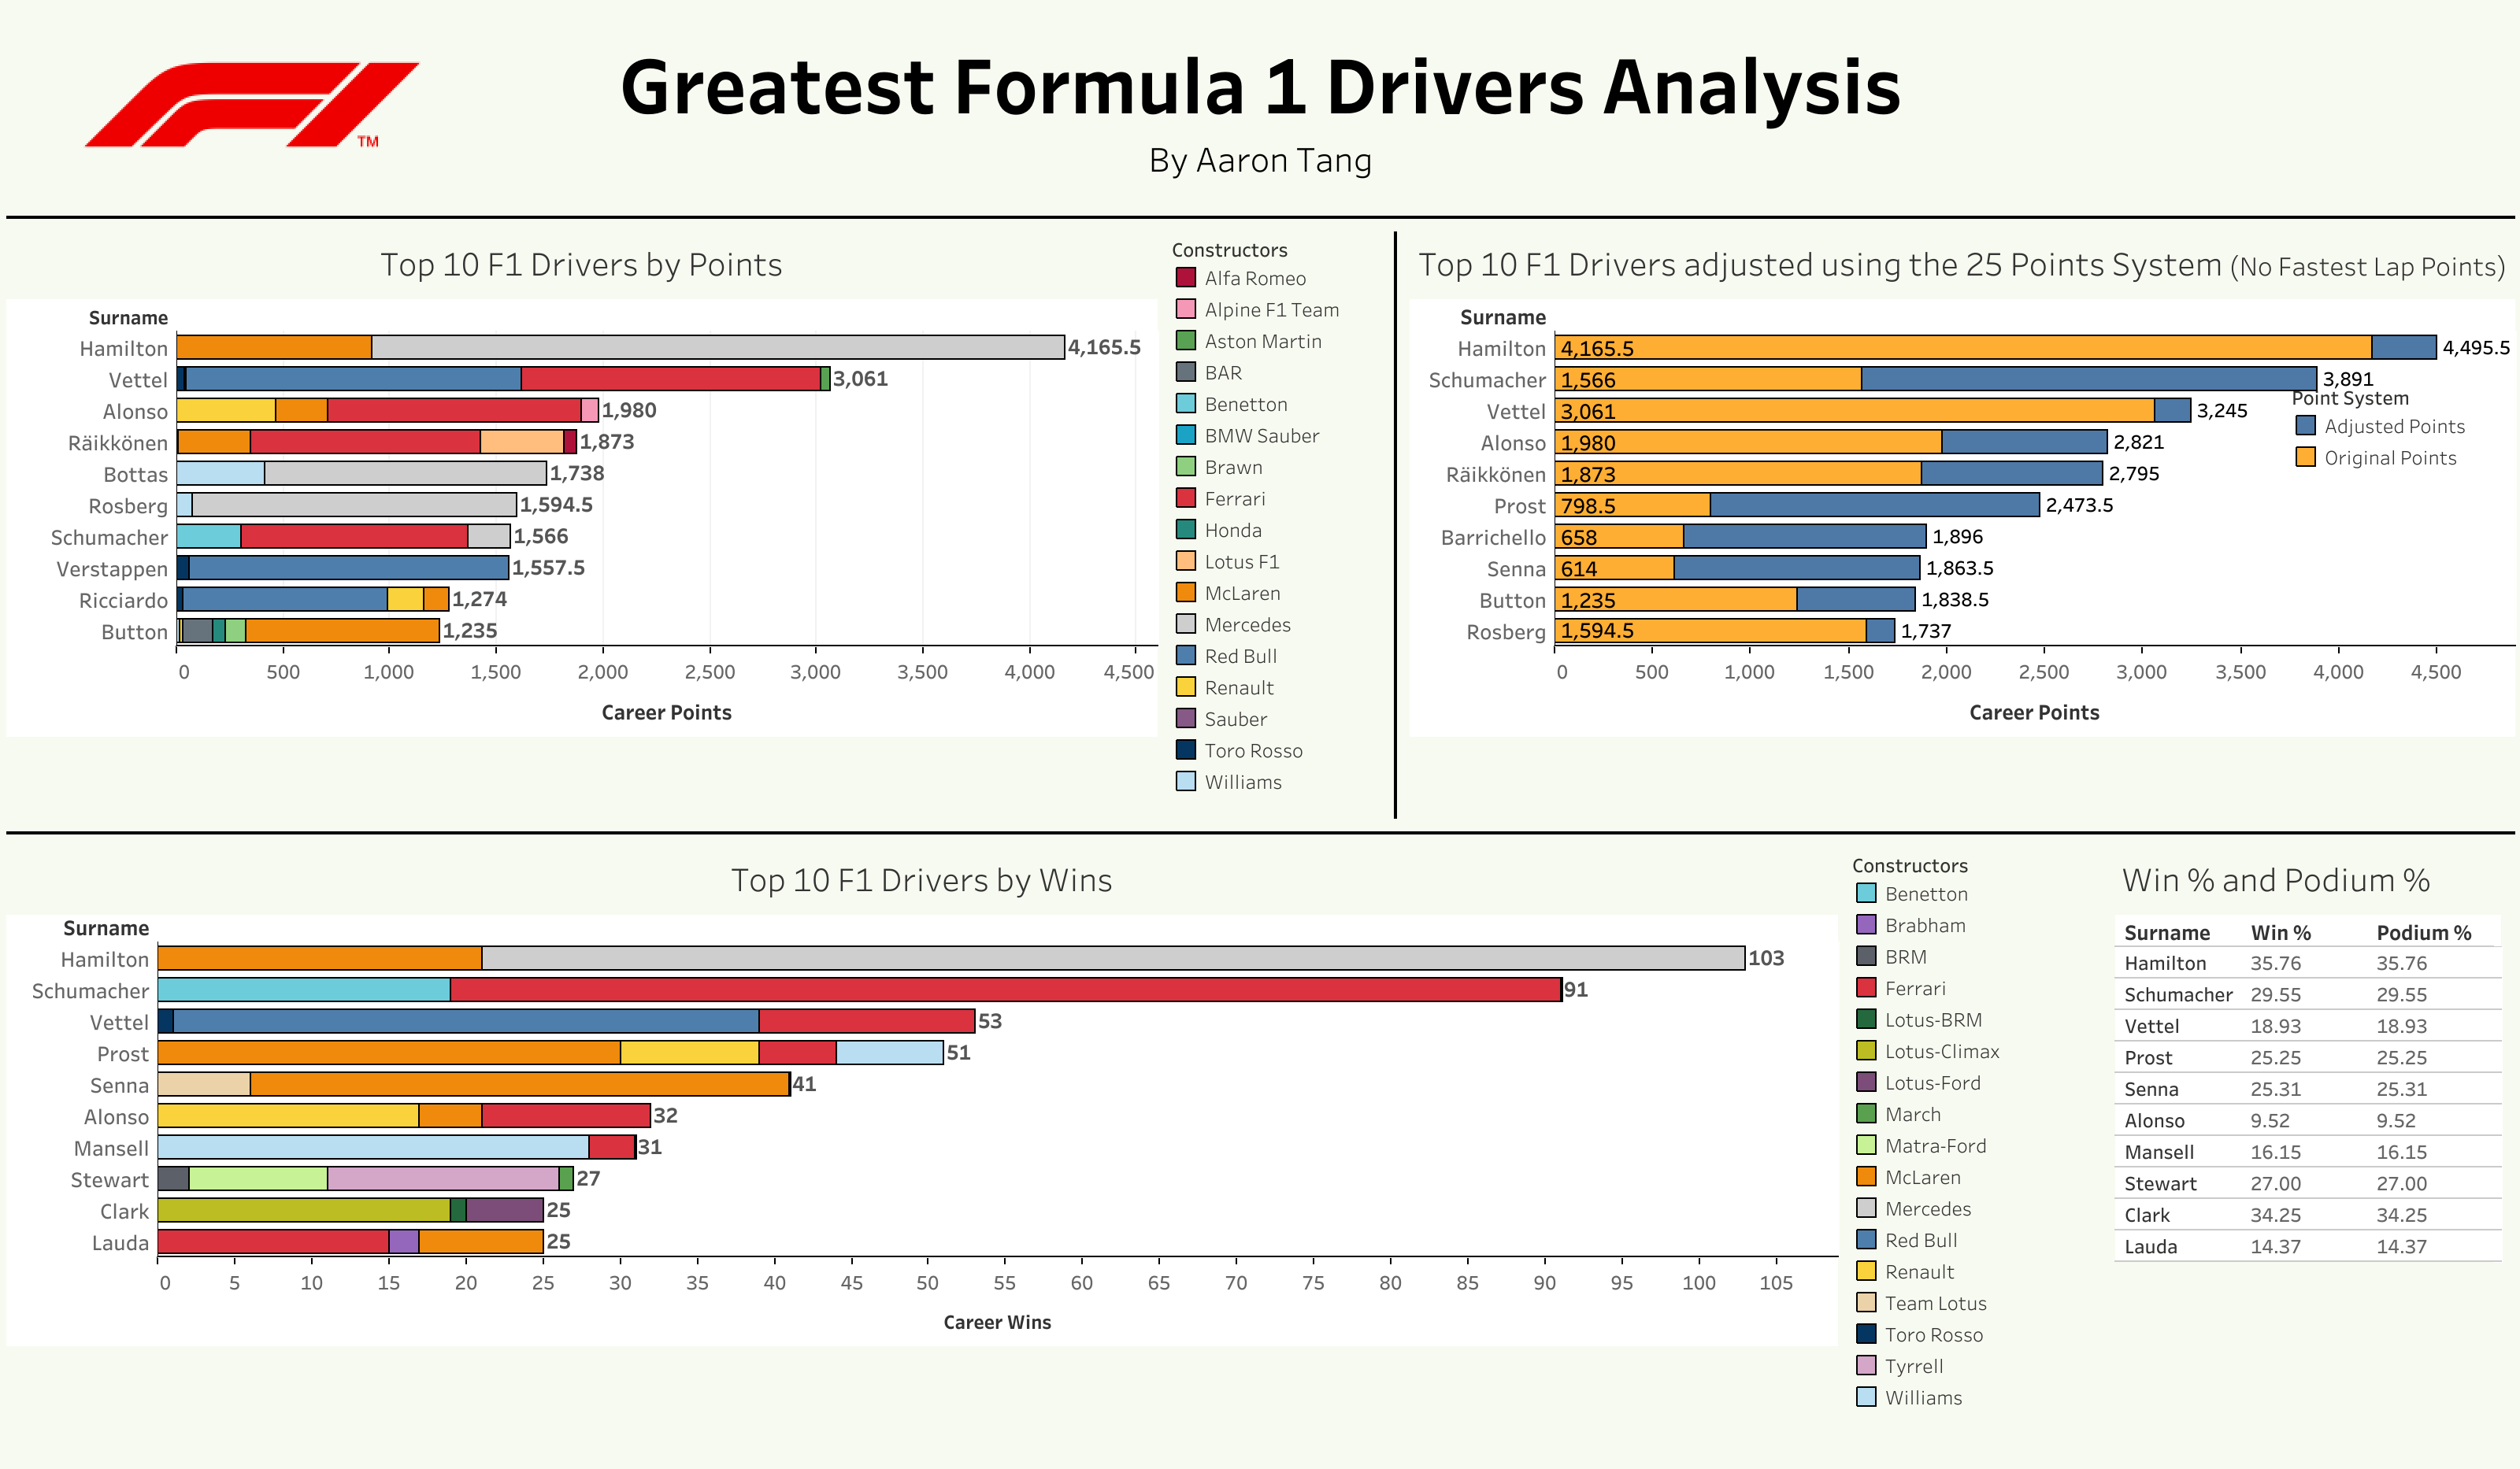 Greatest Formula 1 Drivers Analysis
TM
By Aaron Tang
Top 10 F1 Drivers by Points
Surname
Hamilton 4,165.5
Vettel 3,061
Alonso 1,980
Räikkönen 1,873
Bottas 1,738
Rosberg 1,594.5
Schumacher 1,566
Verstappen 1,557.5
Ricciardo 1,274
Button 1,235
0 500 1,000 1,500 2,000 2,500 3,000 3,500 4,000 4,500
Career Points
Constructors
Alfa Romeo
Alpine F1 Team
Aston Martin
BAR
Benetton
BMW Sauber
Brawn
Ferrari
Honda
Lotus F1
McLaren
Mercedes
Red Bull
Renault
Sauber
Toro Rosso
Williams
Top 10 F1 Drivers adjusted using the 25 Points System (No Fastest Lap Points)
Surname
Hamilton 4,165.5 4,495.5
Schumacher 1,566 3,891
Vettel 3,061 3,245
Alonso 1,980 2,821
Räikkönen 1,873 2,795
Prost 798.5 2,473.5
Barrichello 658 1,896
Senna 614 1,863.5
Button 1,235 1,838.5
Rosberg 1,594.5 1,737
Point System
Adjusted Points
Original Points
0 500 1,000 1,500 2,000 2,500 3,000 3,500 4,000 4,500
Career Points
Top 10 F1 Drivers by Wins
Surname
Hamilton 103
Schumacher 91
Vettel 53
Prost 51
Senna 41
Alonso 32
Mansell 31
Stewart 27
Clark 25
Lauda 25
0 5 10 15 20 25 30 35 40 45 50 55 60 65 70 75 80 85 90 95 100 105
Career Wins
Constructors
Benetton
Brabham
BRM
Ferrari
Lotus-BRM
Lotus-Climax
Lotus-Ford
March
Matra-Ford
McLaren
Mercedes
Red Bull
Renault
Team Lotus
Toro Rosso
Tyrrell
Williams
Win % and Podium %
Surname Win % Podium %
Hamilton 35.76 35.76
Schumacher 29.55 29.55
Vettel 18.93 18.93
Prost 25.25 25.25
Senna 25.31 25.31
Alonso 9.52 9.52
Mansell 16.15 16.15
Stewart 27.00 27.00
Clark 34.25 34.25
Lauda 14.37 14.37